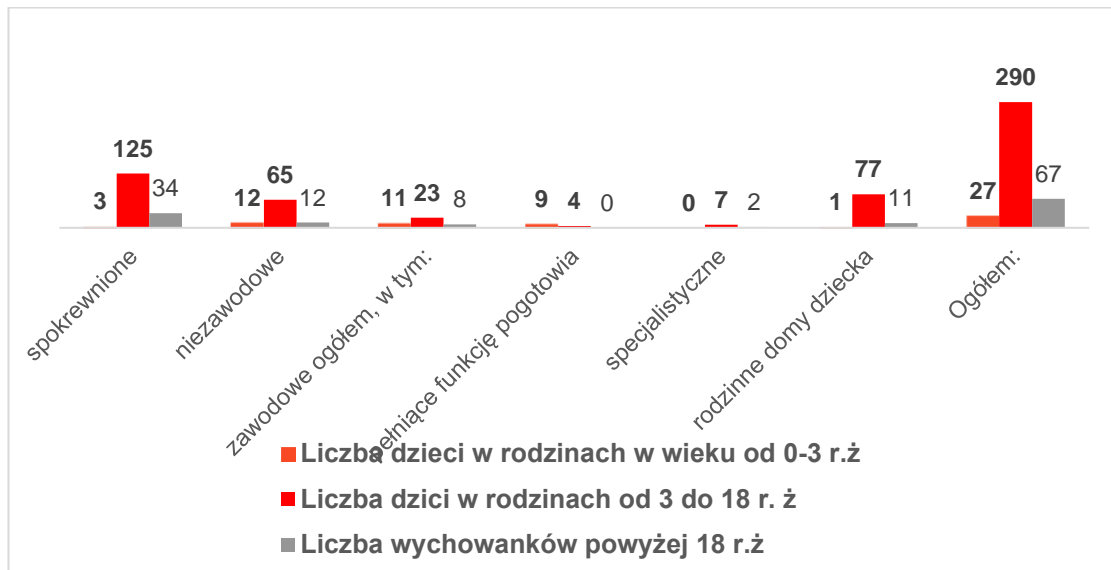 290
125
77
65
67
34
3
12
12
11
23
8
9
4
0
0
7
2
1
11
27
spokrewnione
niezawodowe
zawodowe ogółem, w tym:
pełniące funkcję pogotowia
specjalistyczne
rodzinne domy dziecka
Ogółem:
Liczba dzieci w rodzinach w wieku od 0-3 r.ż
Liczba dzici w rodzinach od 3 do 18 r. ż
Liczba wychowanków powyżej 18 r.ż